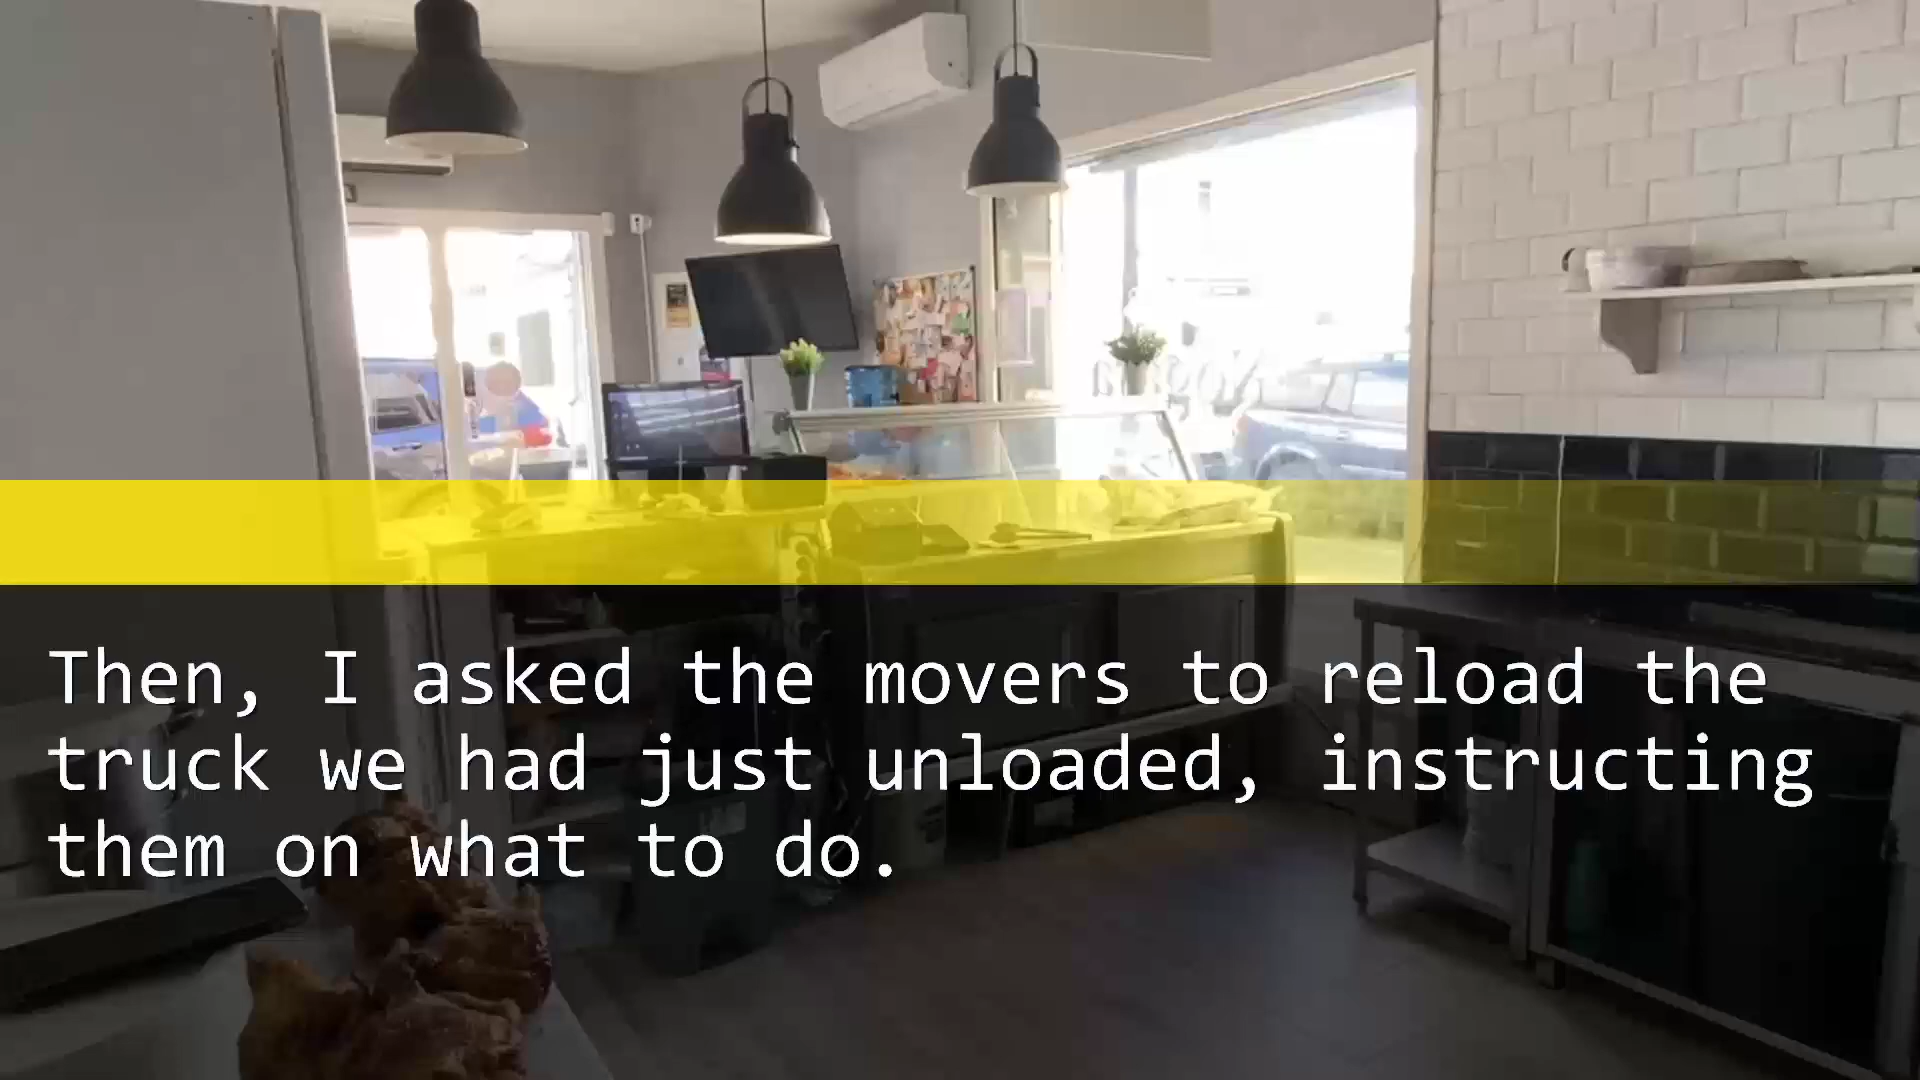 Then, I asked the movers to reload the
truck we had just unloaded, instructing
them on what to do.